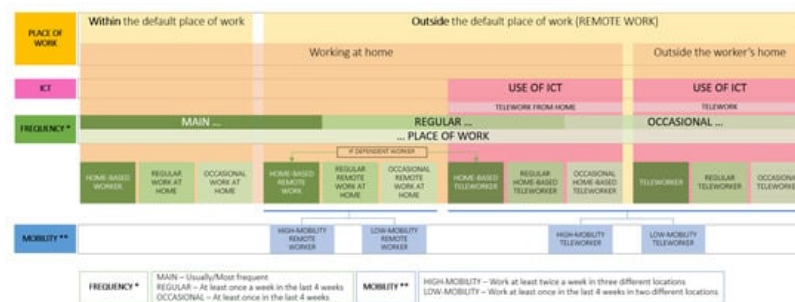 PLACE OF
WORK
Within the default place of work
Outside the default place of work (REMOTE WORK)
Working at home
Outside the worker's home
ICT
USE OF ICT
USE OF ICT
TELEWORK FROM HOME
TELEWORK
FREQUENCY *
MAIN ...
REGULAR ...
OCCASIONAL ...
... PLACE OF WORK
IF DEPENDENT WORKER
HOME-BASED
WORKER
REGULAR
WORK AT
HOME
OCCASIONAL
WORK AT
HOME
HOME-BASED
REMOTE
WORK
REGULAR
REMOTE
WORK AT
HOME
OCCASIONAL
REMOTE
WORK AT
HOME
HOME-BASED
TELEWORKER
REGULAR
HOME-BASED
TELEWORKER
OCCASIONAL
HOME-BASED
TELEWORKER
TELEWORKER
REGULAR
TELEWORKER
OCCASIONAL
TELEWORKER
MOBILITY **
HIGH-MOBILITY
REMOTE
WORKER
LOW-MOBILITY
REMOTE
WORKER
HIGH-MOBILITY
TELEWORKER
LOW-MOBILITY
TELEWORKER
FREQUENCY *
MAIN – Usually/Most frequent
REGULAR – At least once a week in the last 4 weeks
OCCASIONAL – At least once in the last 4 weeks
MOBILITY **
HIGH-MOBILITY – Work at least twice a week in three different locations
LOW-MOBILITY – Work at least once in the last 4 weeks in two different locations